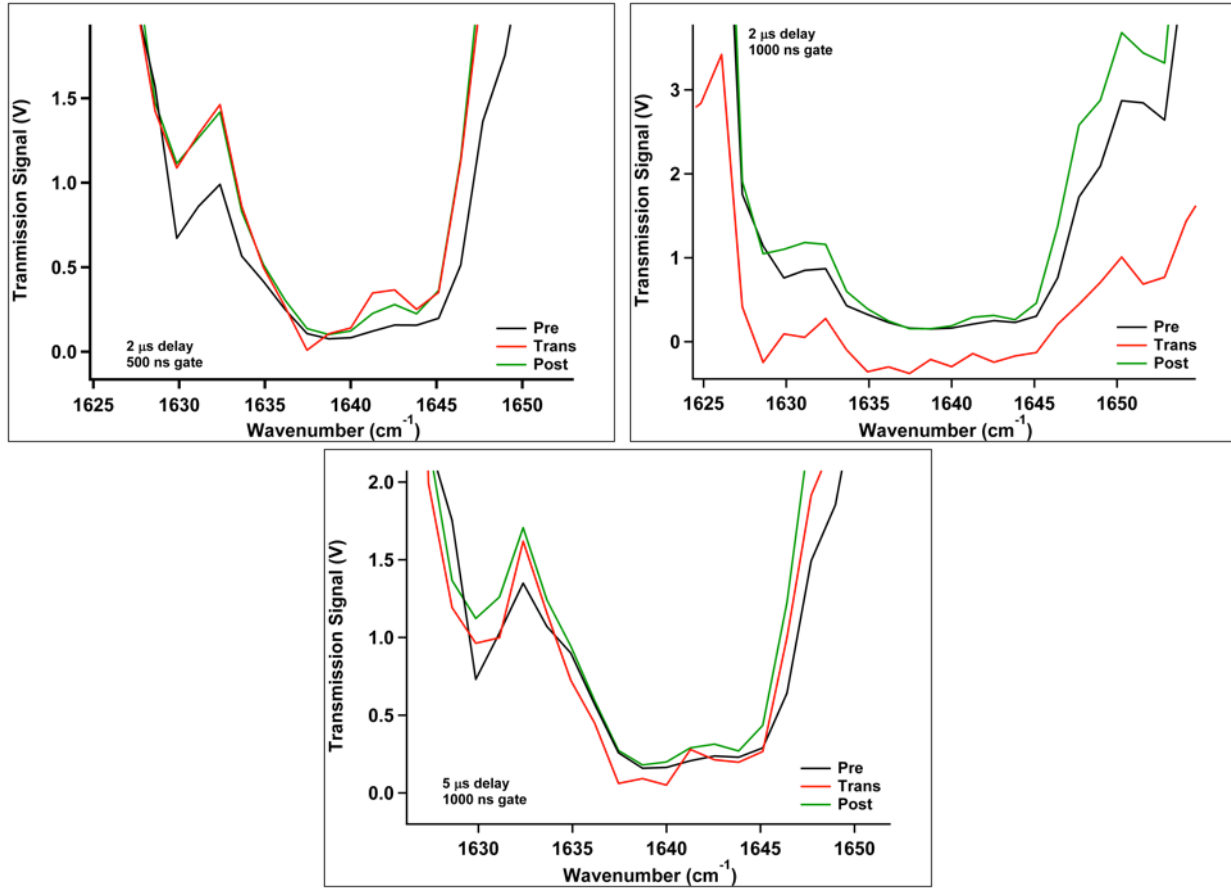 Tranmission Signal (V)
1.5
1.0
0.5
0.0
2 μs delay
500 ns gate
Pre
Trans
Post
1625 1630 1635 1640 1645 1650
Wavenumber (cm⁻¹)
Transmission Signal (V)
3
2
1
0
2 μs delay
1000 ns gate
Pre
Trans
Post
1625 1630 1635 1640 1645 1650
Wavenumber (cm⁻¹)
Transmission Signal (V)
2.0
1.5
1.0
0.5
0.0
5 μs delay
1000 ns gate
Pre
Trans
Post
1630 1635 1640 1645 1650
Wavenumber (cm⁻¹)